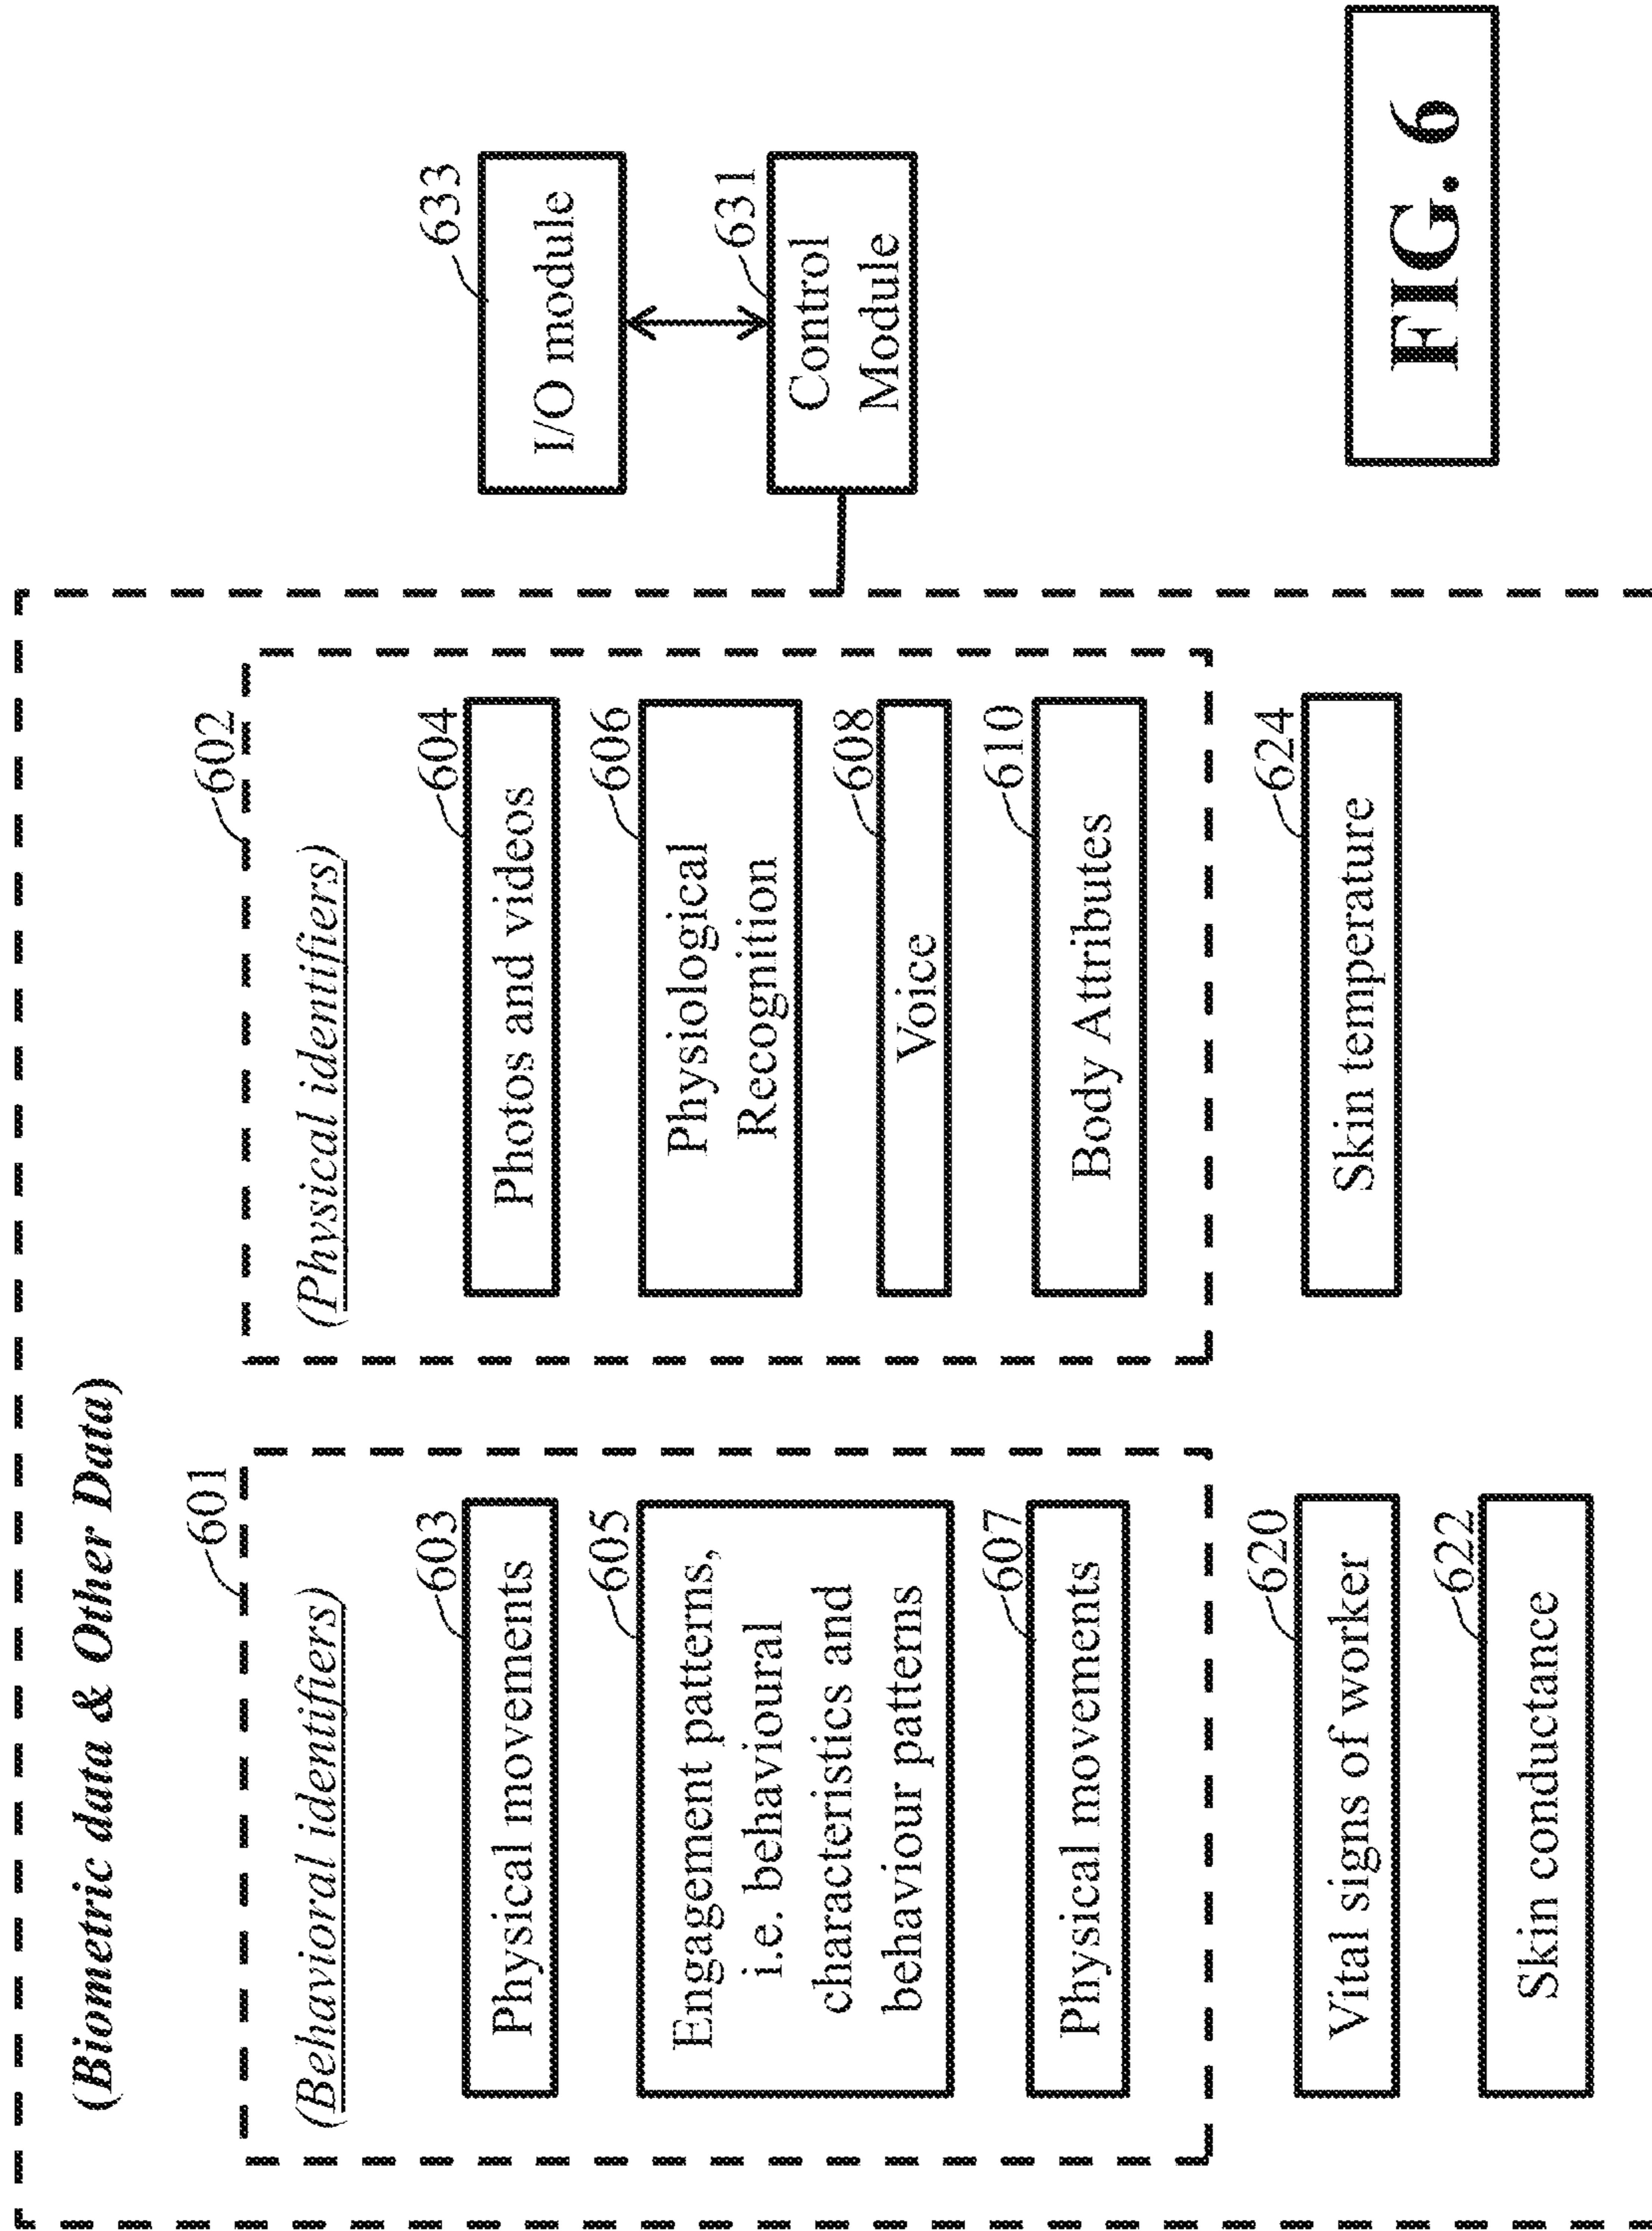 (Biometric data & Other Data)
601
(Behavioral identifiers)
603
Physical movements
605
Engagement patterns,
i.e. behavioural
characteristics and
behaviour patterns
607
Physical movements
620
Vital signs of worker
622
Skin conductance
602
(Physical identifiers)
604
Photos and videos
606
Physiological
Recognition
608
Voice
610
Body Attributes
624
Skin temperature
633
I/O module
631
Control
Module
FIG. 6